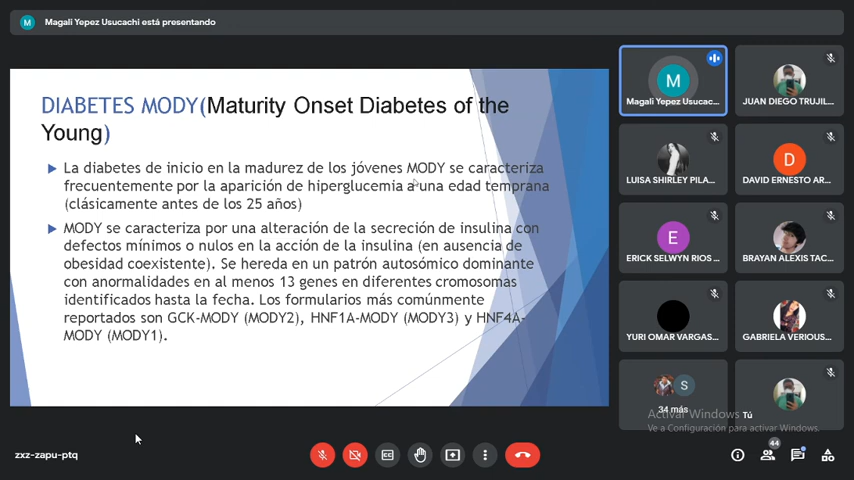 M
Magali Yepez Usucachi está presentando
DIABETES MODY(Maturity Onset Diabetes of the
Young)
La diabetes de inicio en la madurez de los jóvenes MODY se caracteriza
frecuentemente por la aparición de hiperglucemia a una edad temprana
(clásicamente antes de los 25 años)
MODY se caracteriza por una alteración de la secreción de insulina con
defectos mínimos o nulos en la acción de la insulina (en ausencia de
obesidad coexistente). Se hereda en un patrón autosómico dominante
con anormalidades en al menos 13 genes en diferentes cromosomas
identificados hasta la fecha. Los formularios más comúnmente
reportados son GCK-MODY (MODY2), HNF1A-MODY (MODY3) y HNF4A-
MODY (MODY1).
M
Magali Yepez Usucac...
JUAN DIEGO TRUJIL...
LUISA SHIRLEY PILA...
D
DAVID ERNESTO AR...
E
ERICK SELWYN RIOS ...
BRAYAN ALEXIS TAC...
YURI OMAR VARGAS...
GABRIELA VERIOUS...
S
34 más
Tú
Activar Windows
Ve a Configuración para activar Windows.
zxz-zapu-ptq
CC
44